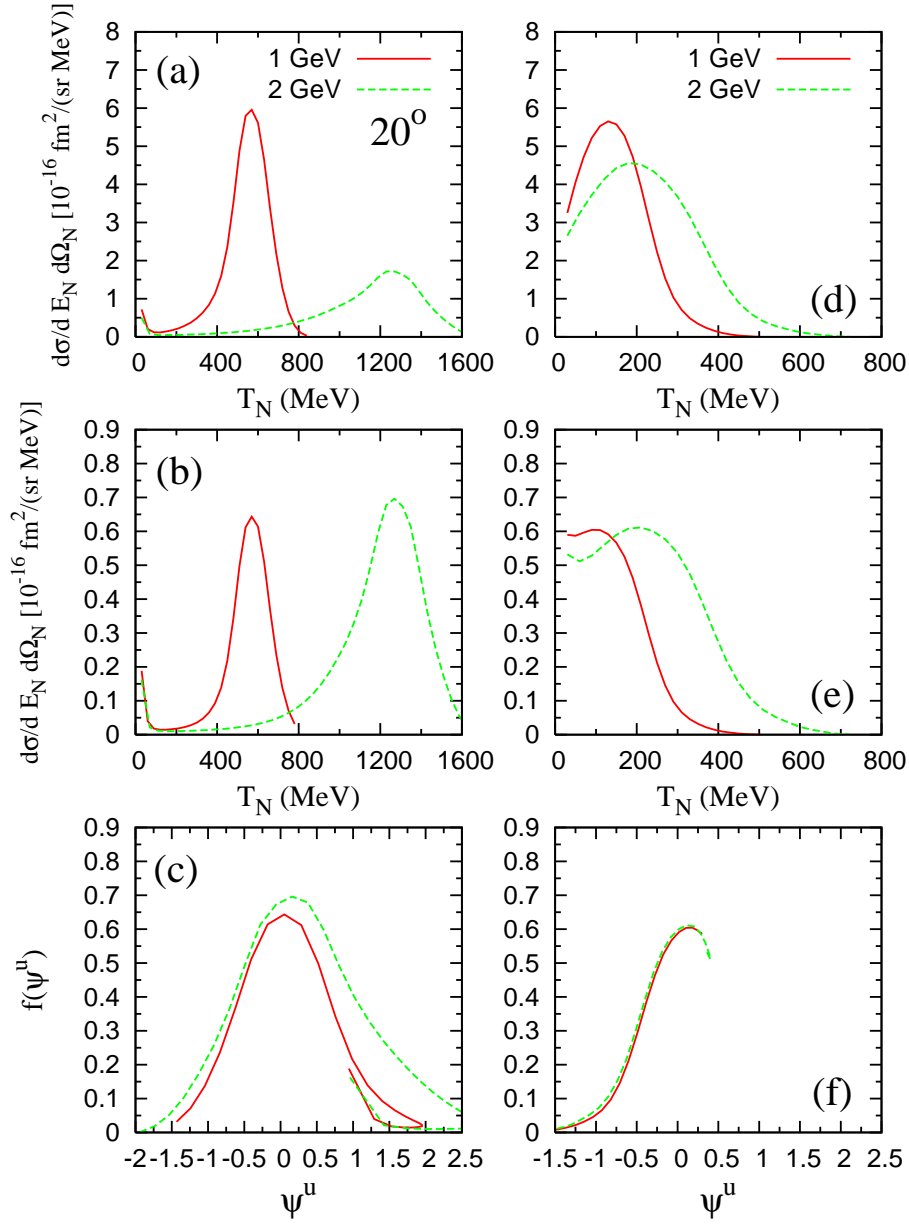 dσ/d E_N dΩ_N [10^-16 fm^2/(sr MeV)]
8
7
6
5
4
3
2
1
0
(a)
1 GeV
2 GeV
20^o
0 400 800 1200 1600
T_N (MeV)
8
7
6
5
4
3
2
1
0
1 GeV
2 GeV
(d)
0 200 400 600 800
T_N (MeV)
dσ/d E_N dΩ_N [10^-16 fm^2/(sr MeV)]
0.9
0.8
0.7
0.6
0.5
0.4
0.3
0.2
0.1
0
(b)
0 400 800 1200 1600
T_N (MeV)
0.9
0.8
0.7
0.6
0.5
0.4
0.3
0.2
0.1
0
(e)
0 200 400 600 800
T_N (MeV)
f(ψ^u)
0.9
0.8
0.7
0.6
0.5
0.4
0.3
0.2
0.1
0
(c)
-2 -1.5 -1 -0.5 0 0.5 1 1.5 2 2.5
ψ^u
0.9
0.8
0.7
0.6
0.5
0.4
0.3
0.2
0.1
0
(f)
-1.5 -1 -0.5 0 0.5 1 1.5 2 2.5
ψ^u